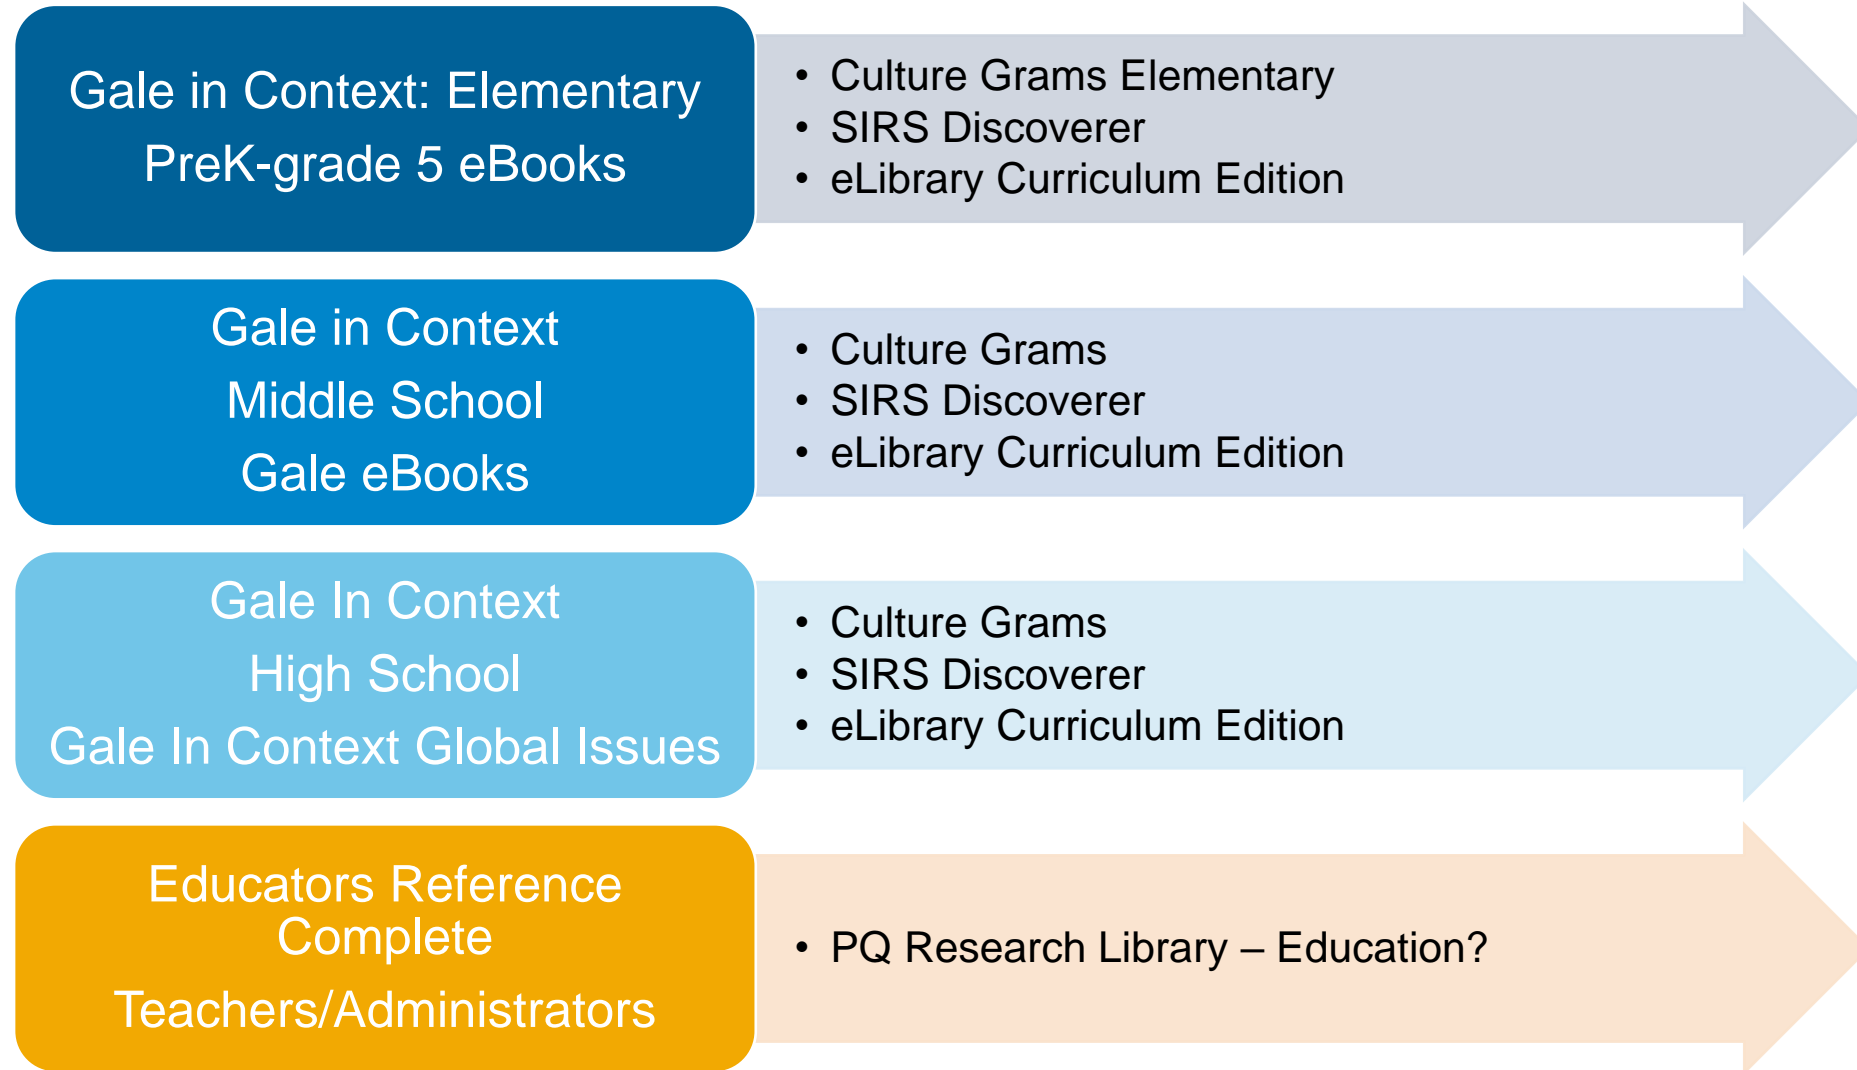 Gale in Context: Elementary
PreK-grade 5 eBooks
• Culture Grams Elementary
• SIRS Discoverer
• eLibrary Curriculum Edition
Gale in Context
Middle School
Gale eBooks
• Culture Grams
• SIRS Discoverer
• eLibrary Curriculum Edition
Gale In Context
High School
Gale In Context Global Issues
• Culture Grams
• SIRS Discoverer
• eLibrary Curriculum Edition
Educators Reference
Complete
Teachers/Administrators
• PQ Research Library – Education?